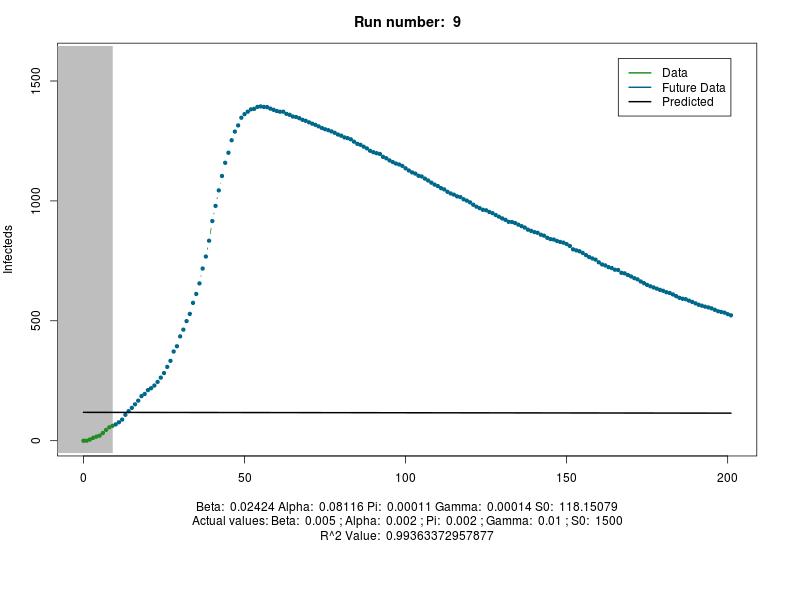 Run number: 9
1500
1000
500
0
Infecteds
Data
Future Data
Predicted
0 50 100 150 200
Beta: 0.02424 Alpha: 0.08116 Pi: 0.00011 Gamma: 0.00014 S0: 118.15079
Actual values: Beta: 0.005 ; Alpha: 0.002 ; Pi: 0.002 ; Gamma: 0.01 ; S0: 1500
R^2 Value: 0.99363372957877